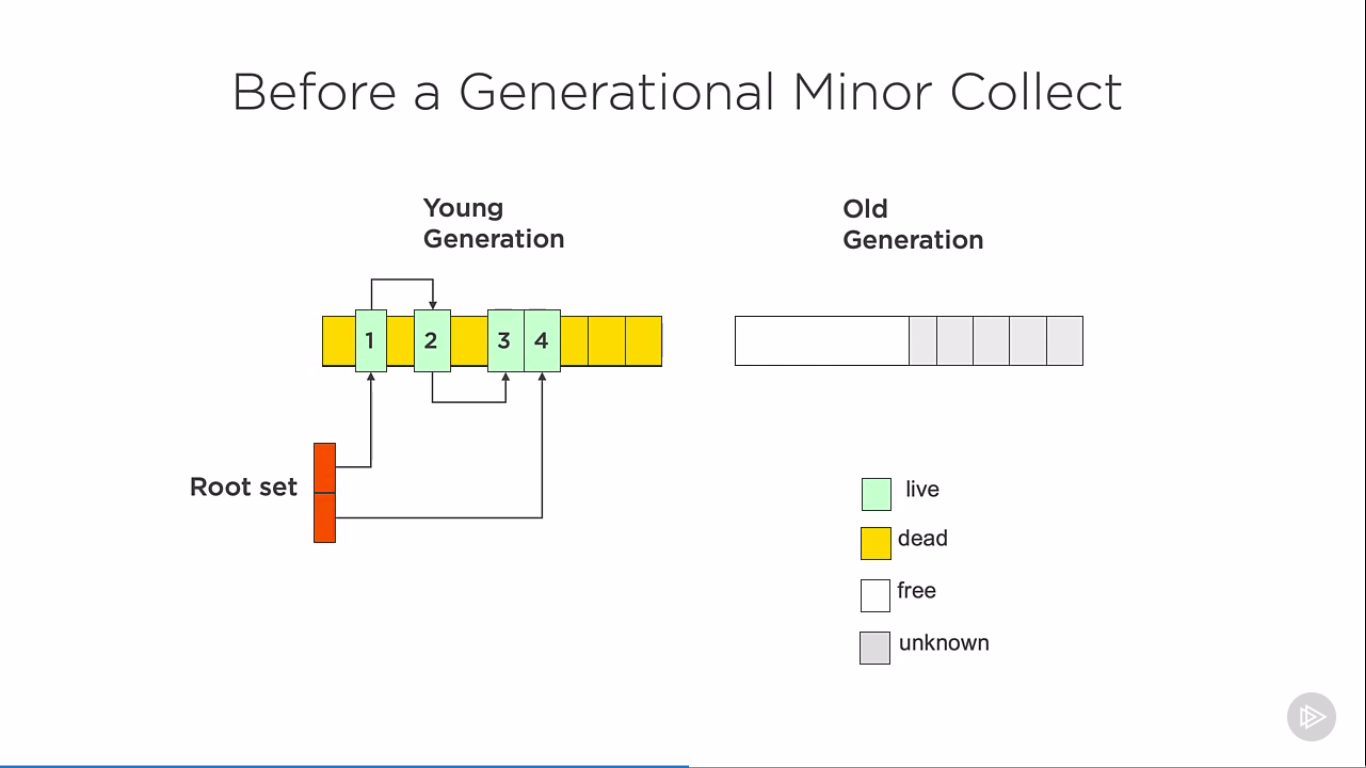 Before a Generational Minor Collect
Young
Generation
Old
Generation
1
2
3
4
Root set
live
dead
free
unknown